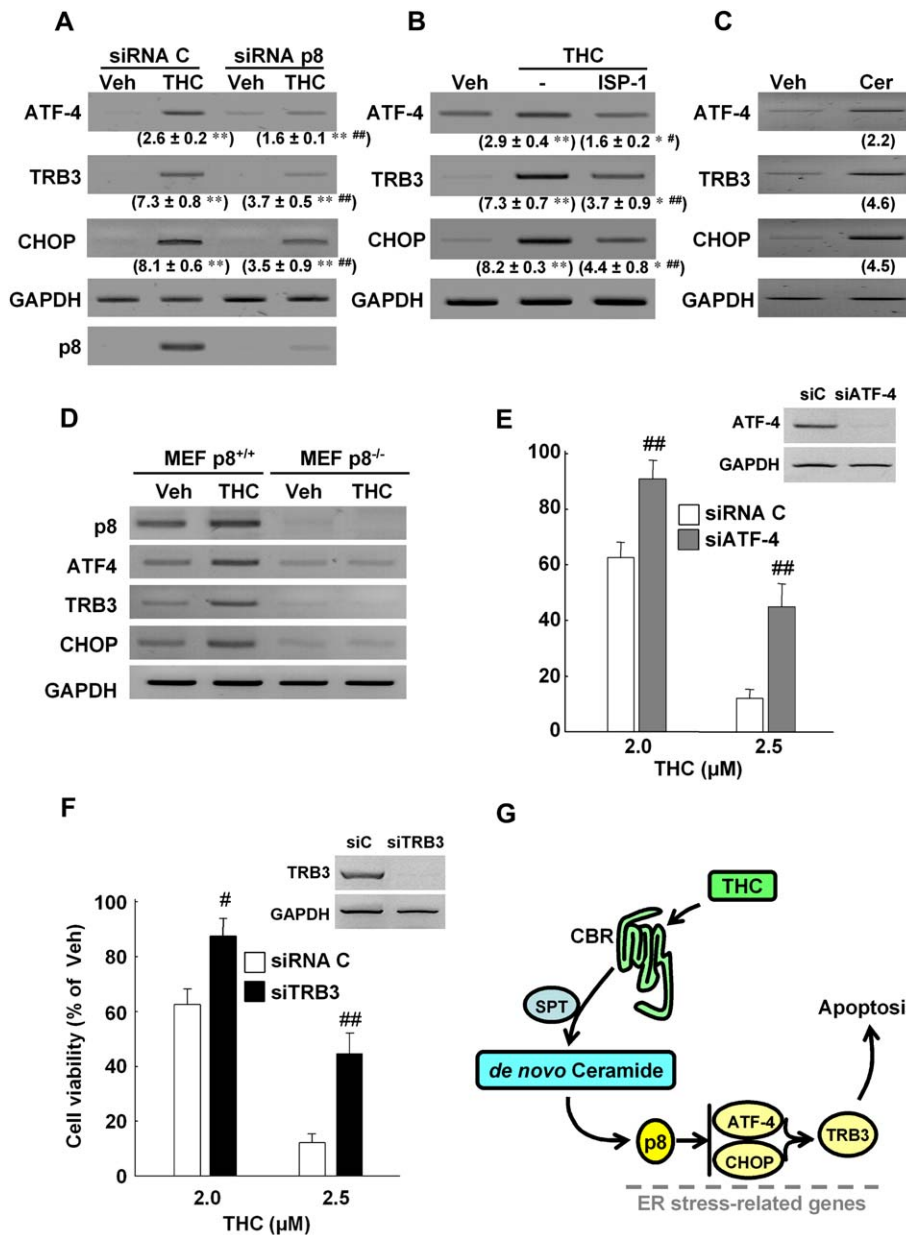 A
siRNA C siRNA p8
Veh THC Veh THC
ATF-4
(2.6 ± 0.2 **) (1.6 ± 0.1 ** ##)
TRB3
(7.3 ± 0.8 **) (3.7 ± 0.5 ** ##)
CHOP
(8.1 ± 0.6 **) (3.5 ± 0.9 ** ##)
GAPDH
p8
B
THC
Veh - ISP-1
ATF-4
(2.9 ± 0.4 **) (1.6 ± 0.2 * #)
TRB3
(7.3 ± 0.7 **) (3.7 ± 0.9 * ##)
CHOP
(8.2 ± 0.3 **) (4.4 ± 0.8 * ##)
GAPDH
C
Veh Cer
ATF-4
(2.2)
TRB3
(4.6)
CHOP
(4.5)
GAPDH
D
MEF p8+/+ MEF p8-/-
Veh THC Veh THC
p8
ATF4
TRB3
CHOP
GAPDH
E
siC siATF-4
ATF-4
GAPDH
100
80
60
40
20
0
##
##
siRNA C
siATF-4
2.0 2.5
THC (µM)
F
siC siTRB3
TRB3
GAPDH
Cell viability (% of Veh)
100
80
60
40
20
0
#
##
siRNA C
siTRB3
2.0 2.5
THC (µM)
G
THC
CBR
SPT
Apoptosi
de novo Ceramide
p8
ATF-4
CHOP
TRB3
ER stress-related genes